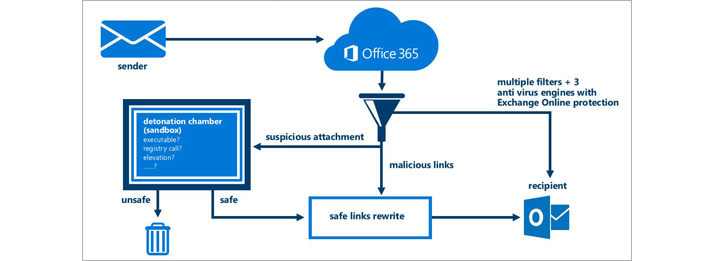 sender
Office 365
multiple filters + 3
anti virus engines with
Exchange Online protection
detonation chamber
(sandbox)
executable?
registry call?
elevation?
......?
suspicious attachment
malicious links
recipient
unsafe
safe
safe links rewrite
O